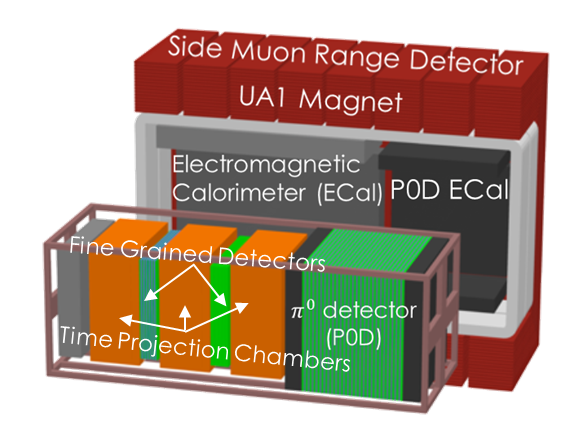 Side Muon Range Detector
UA1 Magnet
Electromagnetic
Calorimeter (ECal)
P0D ECal
Fine Grained Detectors
π⁰ detector
(P0D)
Time Projection Chambers